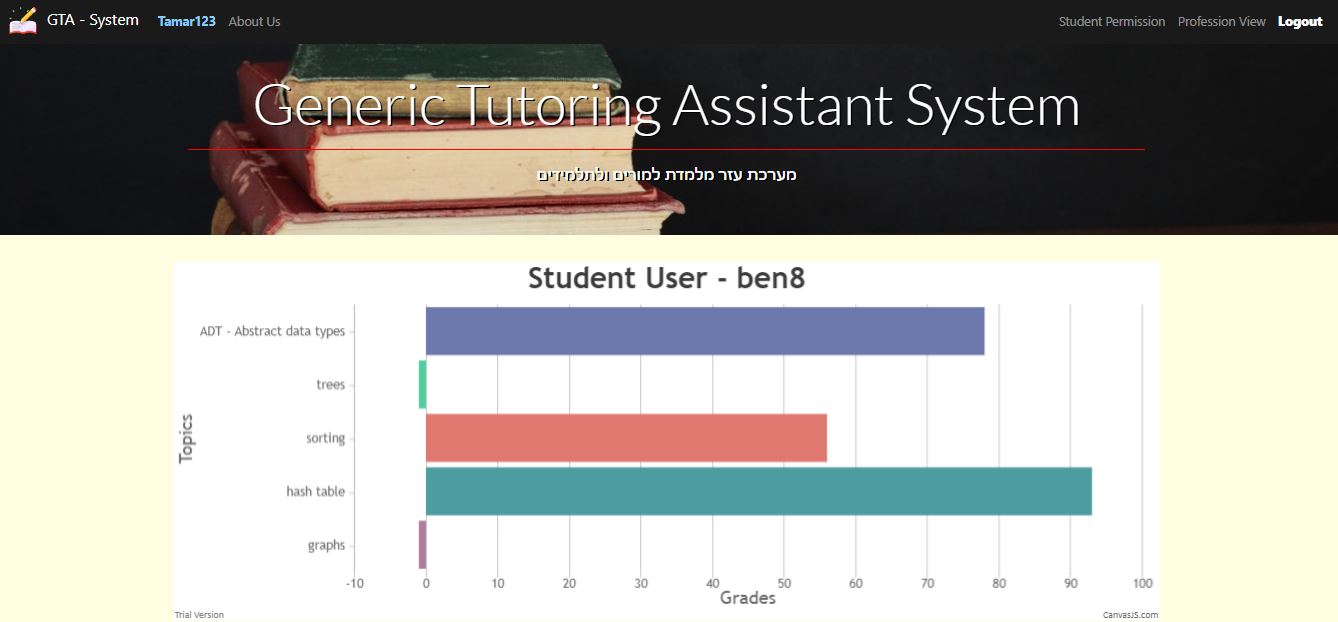 GTA - System Tamar123 About Us Student Permission Profession View Logout
Generic Tutoring Assistant System
מערכת עזר מלמדת למורים ולתלמידים
Student User - ben8
Topics
ADT - Abstract data types
trees
sorting
hash table
graphs
-10 0 10 20 30 40 50 60 70 80 90 100
Grades
Trial Version CanvasJS.com